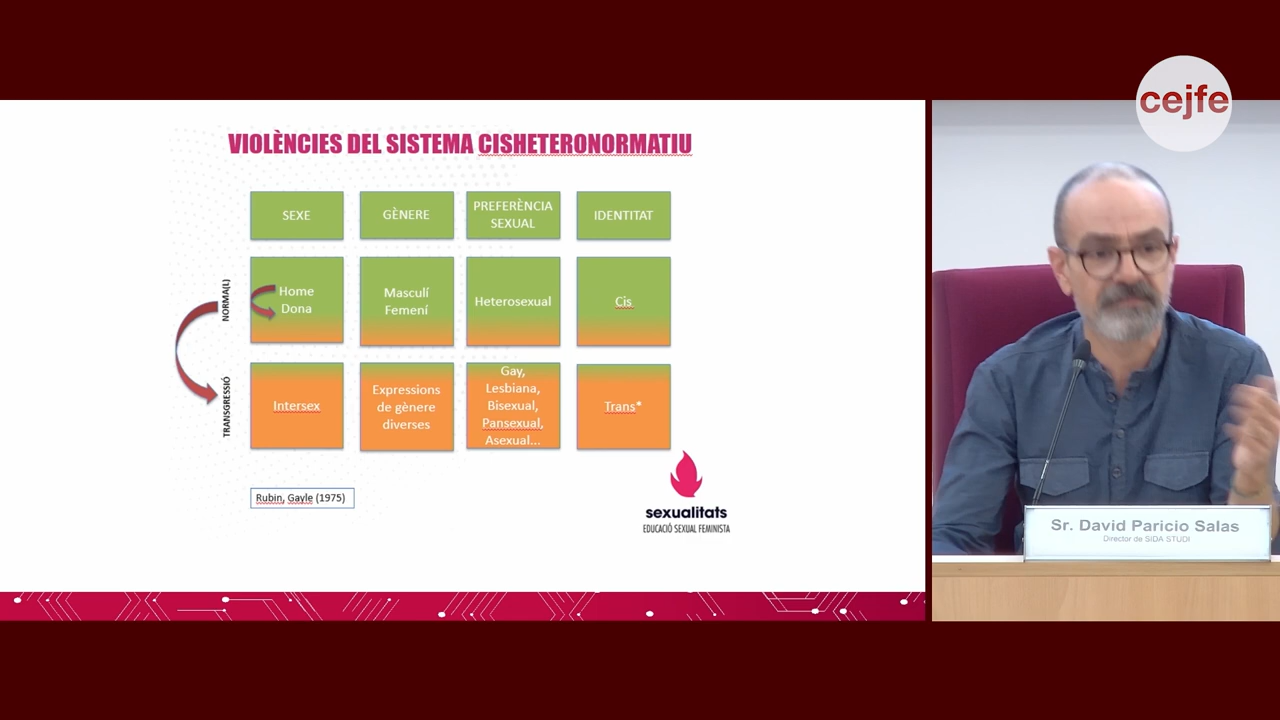 cejfe
VIOLÈNCIES DEL SISTEMA CISHETERONORMATIU
SEXE
GÈNERE
PREFERÈNCIA
SEXUAL
IDENTITAT
NORMA(L)
Home
Dona
Masculí
Femení
Heterosexual
Cis
TRANSGRESSIÓ
Intersex
Expressions
de gènere
diverses
Gay,
Lesbiana,
Bisexual,
Pansexual,
Asexual...
Trans*
Rubin, Gayle (1975)
sexualitats
EDUCACIÓ SEXUAL FEMINISTA
Sr. David Paricio Salas
Director de SIDA STUDI